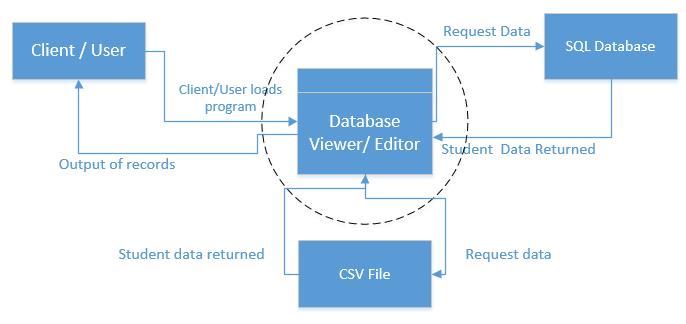 Client / User
Request Data
SQL Database
Client/User loads
program
Database
Viewer/ Editor
Student  Data Returned
Output of records
Student data returned
Request data
CSV File